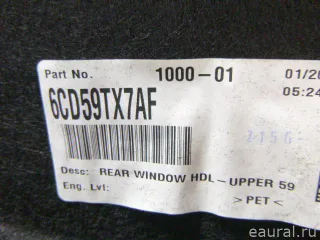 Part No. 1000-01 01/20
05:24
6CD59TX7AF
Desc: REAR WINDOW HDL-UPPER 59
Eng. Lvl:
> PET <
eaural.ru